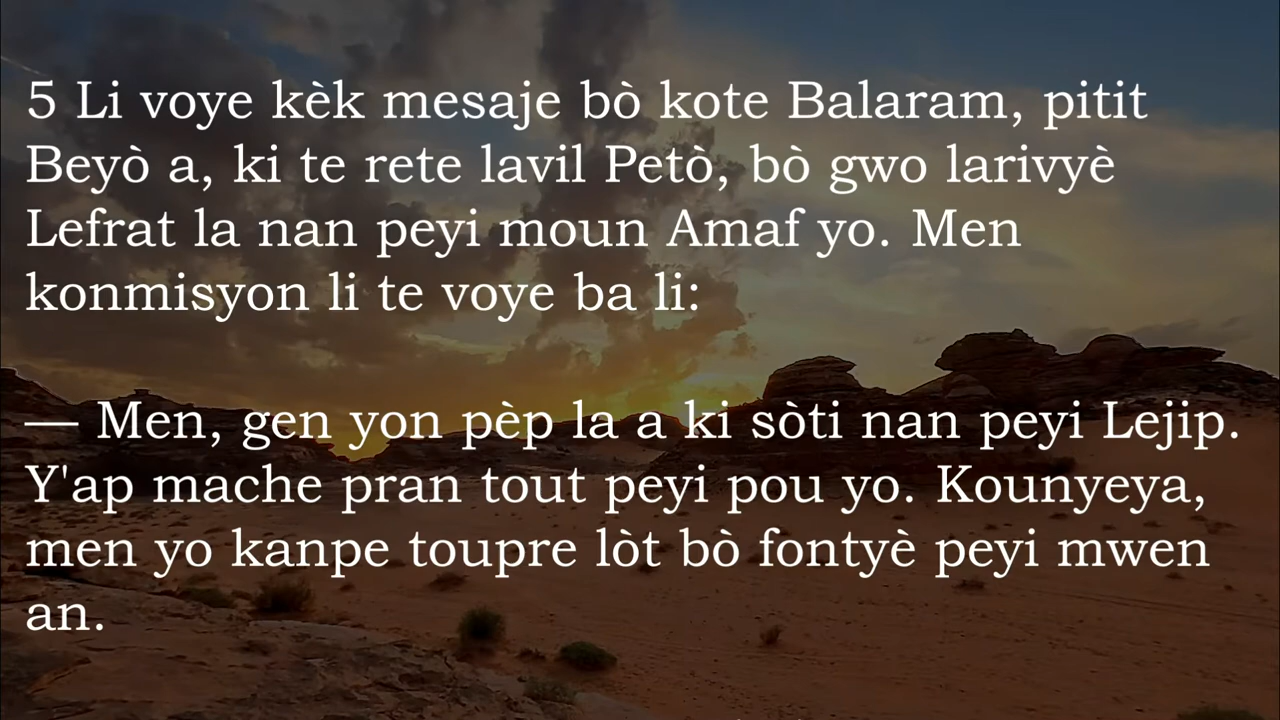 5 Li voye kèk mesaje bò kote Balaram, pitit
Beyò a, ki te rete lavil Petò, bò gwo larivyè
Lefrat la nan peyi moun Amaf yo. Men
konmisyon li te voye ba li:
— Men, gen yon pèp la a ki sòti nan peyi Lejip.
Y'ap mache pran tout peyi pou yo. Kounyeya,
men yo kanpe toupre lòt bò fontyè peyi mwen
an.